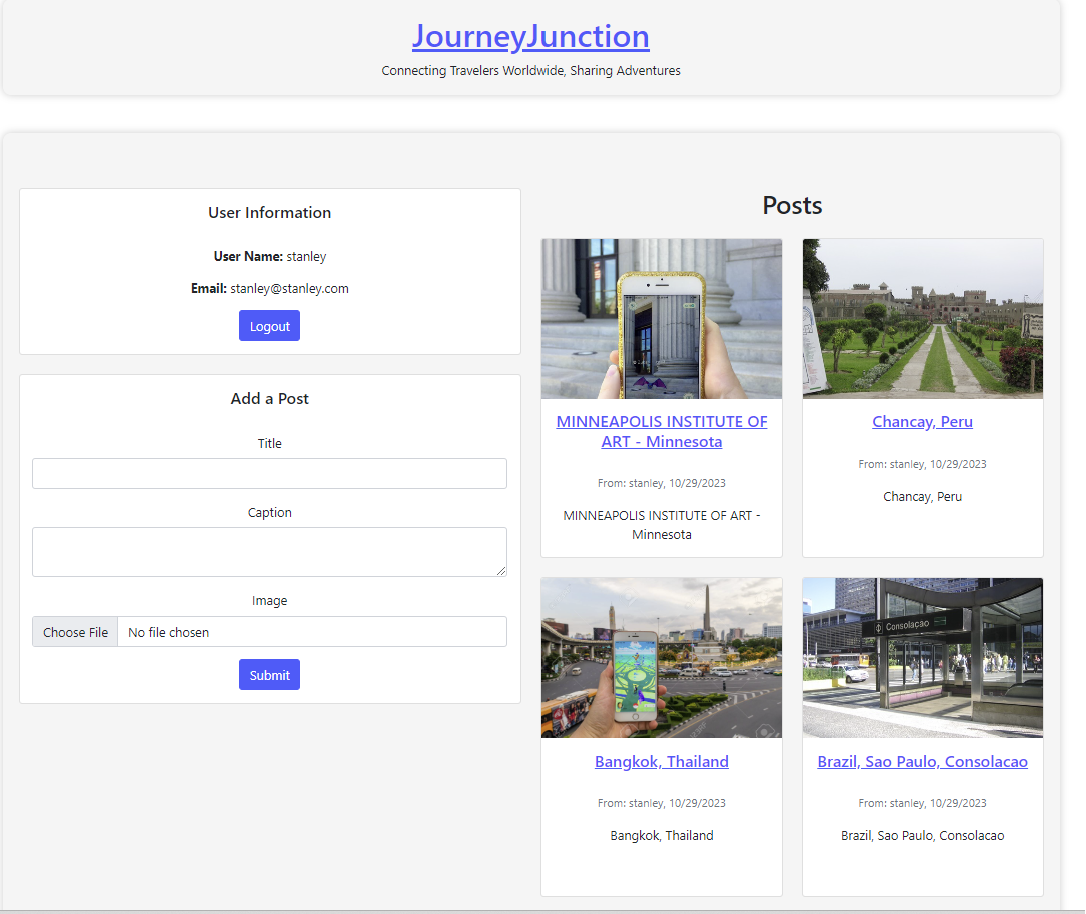 JourneyJunction
Connecting Travelers Worldwide, Sharing Adventures
User Information
User Name: stanley
Email: stanley@stanley.com
Logout
Add a Post
Title
Caption
Image
Choose File No file chosen
Submit
Posts
MINNEAPOLIS INSTITUTE OF
ART - Minnesota
From: stanley, 10/29/2023
MINNEAPOLIS INSTITUTE OF ART -
Minnesota
Chancay, Peru
From: stanley, 10/29/2023
Chancay, Peru
Bangkok, Thailand
From: stanley, 10/29/2023
Bangkok, Thailand
Consolação
Brazil, Sao Paulo, Consolacao
From: stanley, 10/29/2023
Brazil, Sao Paulo, Consolacao